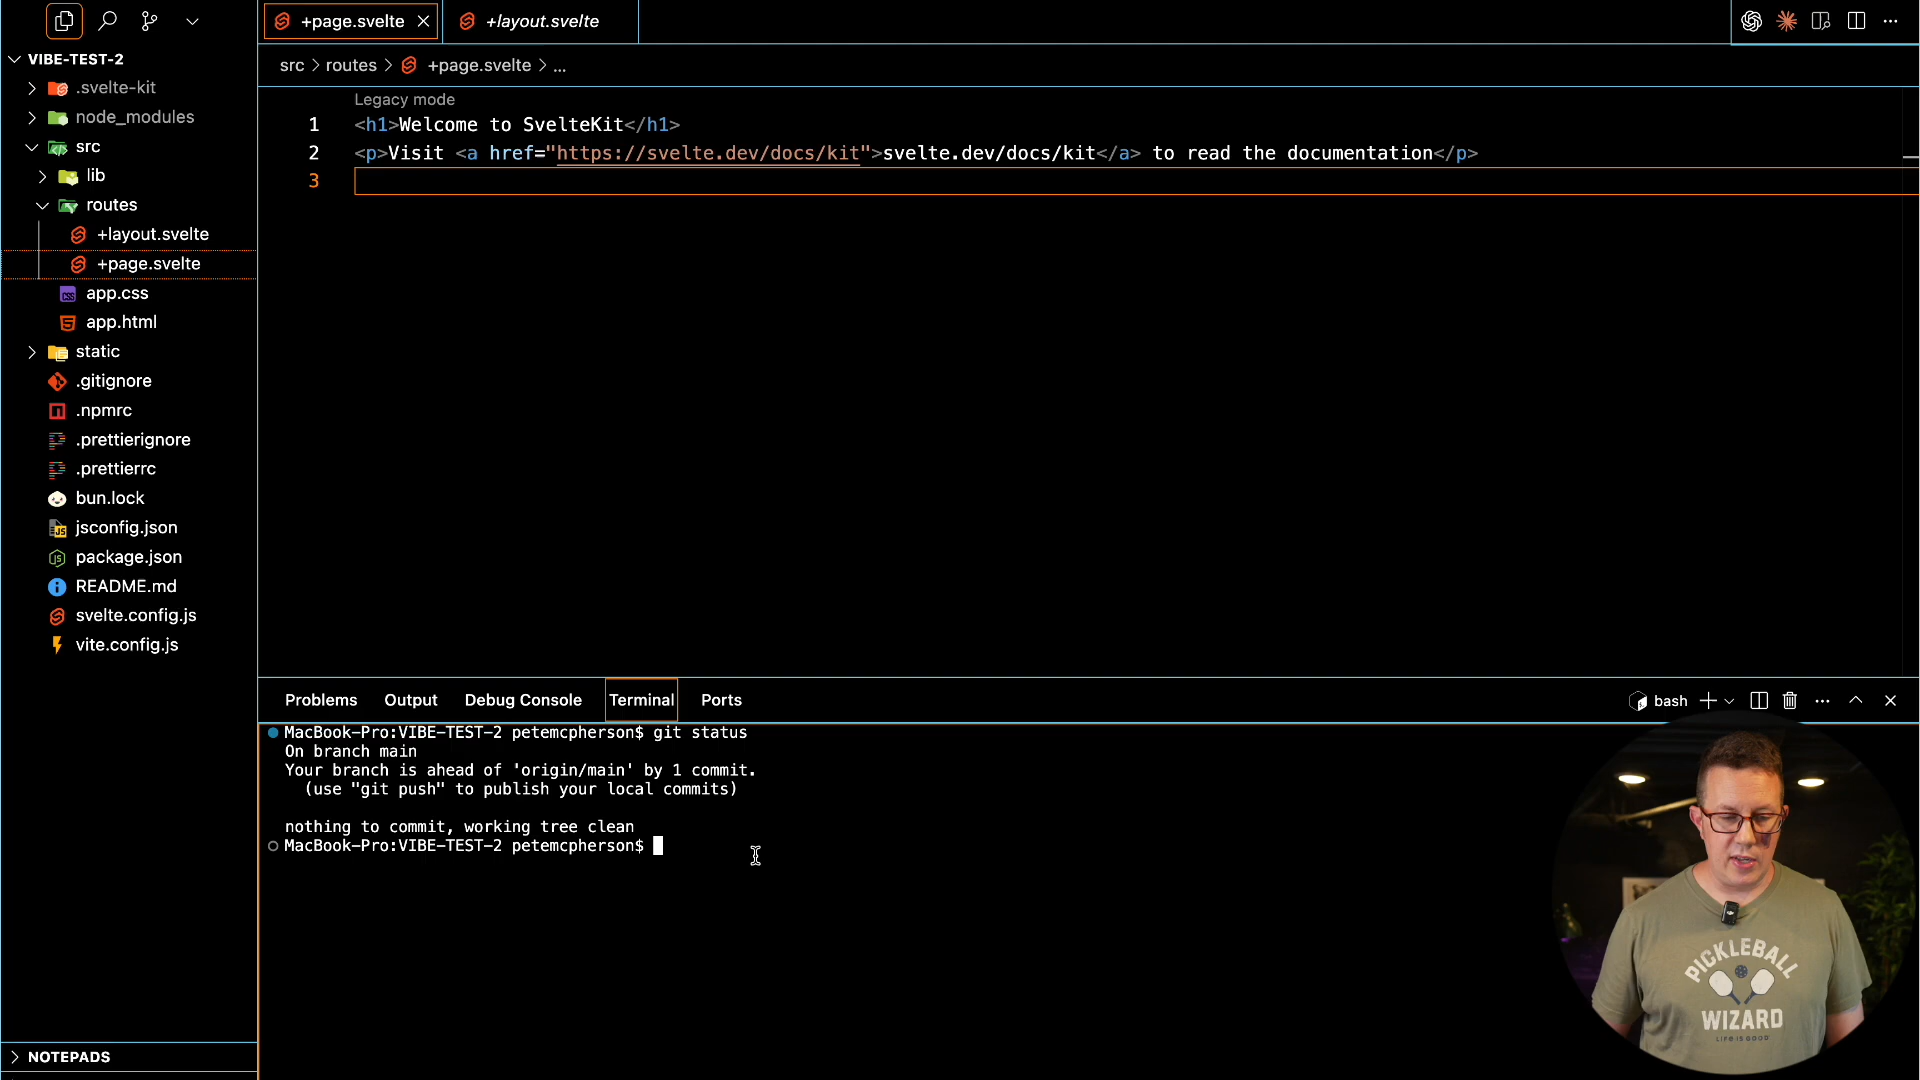 +page.svelte
+layout.svelte
VIBE-TEST-2
.svelte-kit
node_modules
src
lib
routes
+layout.svelte
+page.svelte
app.css
app.html
static
.gitignore
.npmrc
.prettierignore
.prettierrc
bun.lock
jsconfig.json
package.json
README.md
svelte.config.js
vite.config.js
NOTEPADS
src > routes > +page.svelte > ...
Legacy mode
1 <h1>Welcome to SvelteKit</h1>
2 <p>Visit <a href="https://svelte.dev/docs/kit">svelte.dev/docs/kit</a> to read the documentation</p>
3
Problems Output Debug Console Terminal Ports
bash
MacBook-Pro:VIBE-TEST-2 petemcpherson$ git status
On branch main
Your branch is ahead of 'origin/main' by 1 commit.
(use "git push" to publish your local commits)
nothing to commit, working tree clean
MacBook-Pro:VIBE-TEST-2 petemcpherson$
PICKLEBALL
WIZARD
LIFE IS GOOD